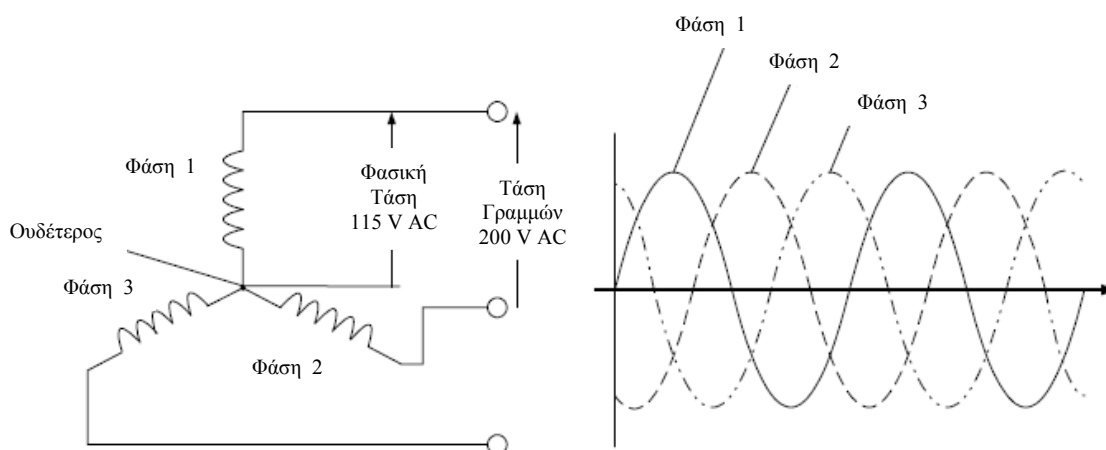 Φάση 1
Φάση 2
Φάση 3
Φάση 1
Φασική
Τάση
115 V AC
Τάση
Γραμμών
200 V AC
Ουδέτερος
Φάση 3
Φάση 2